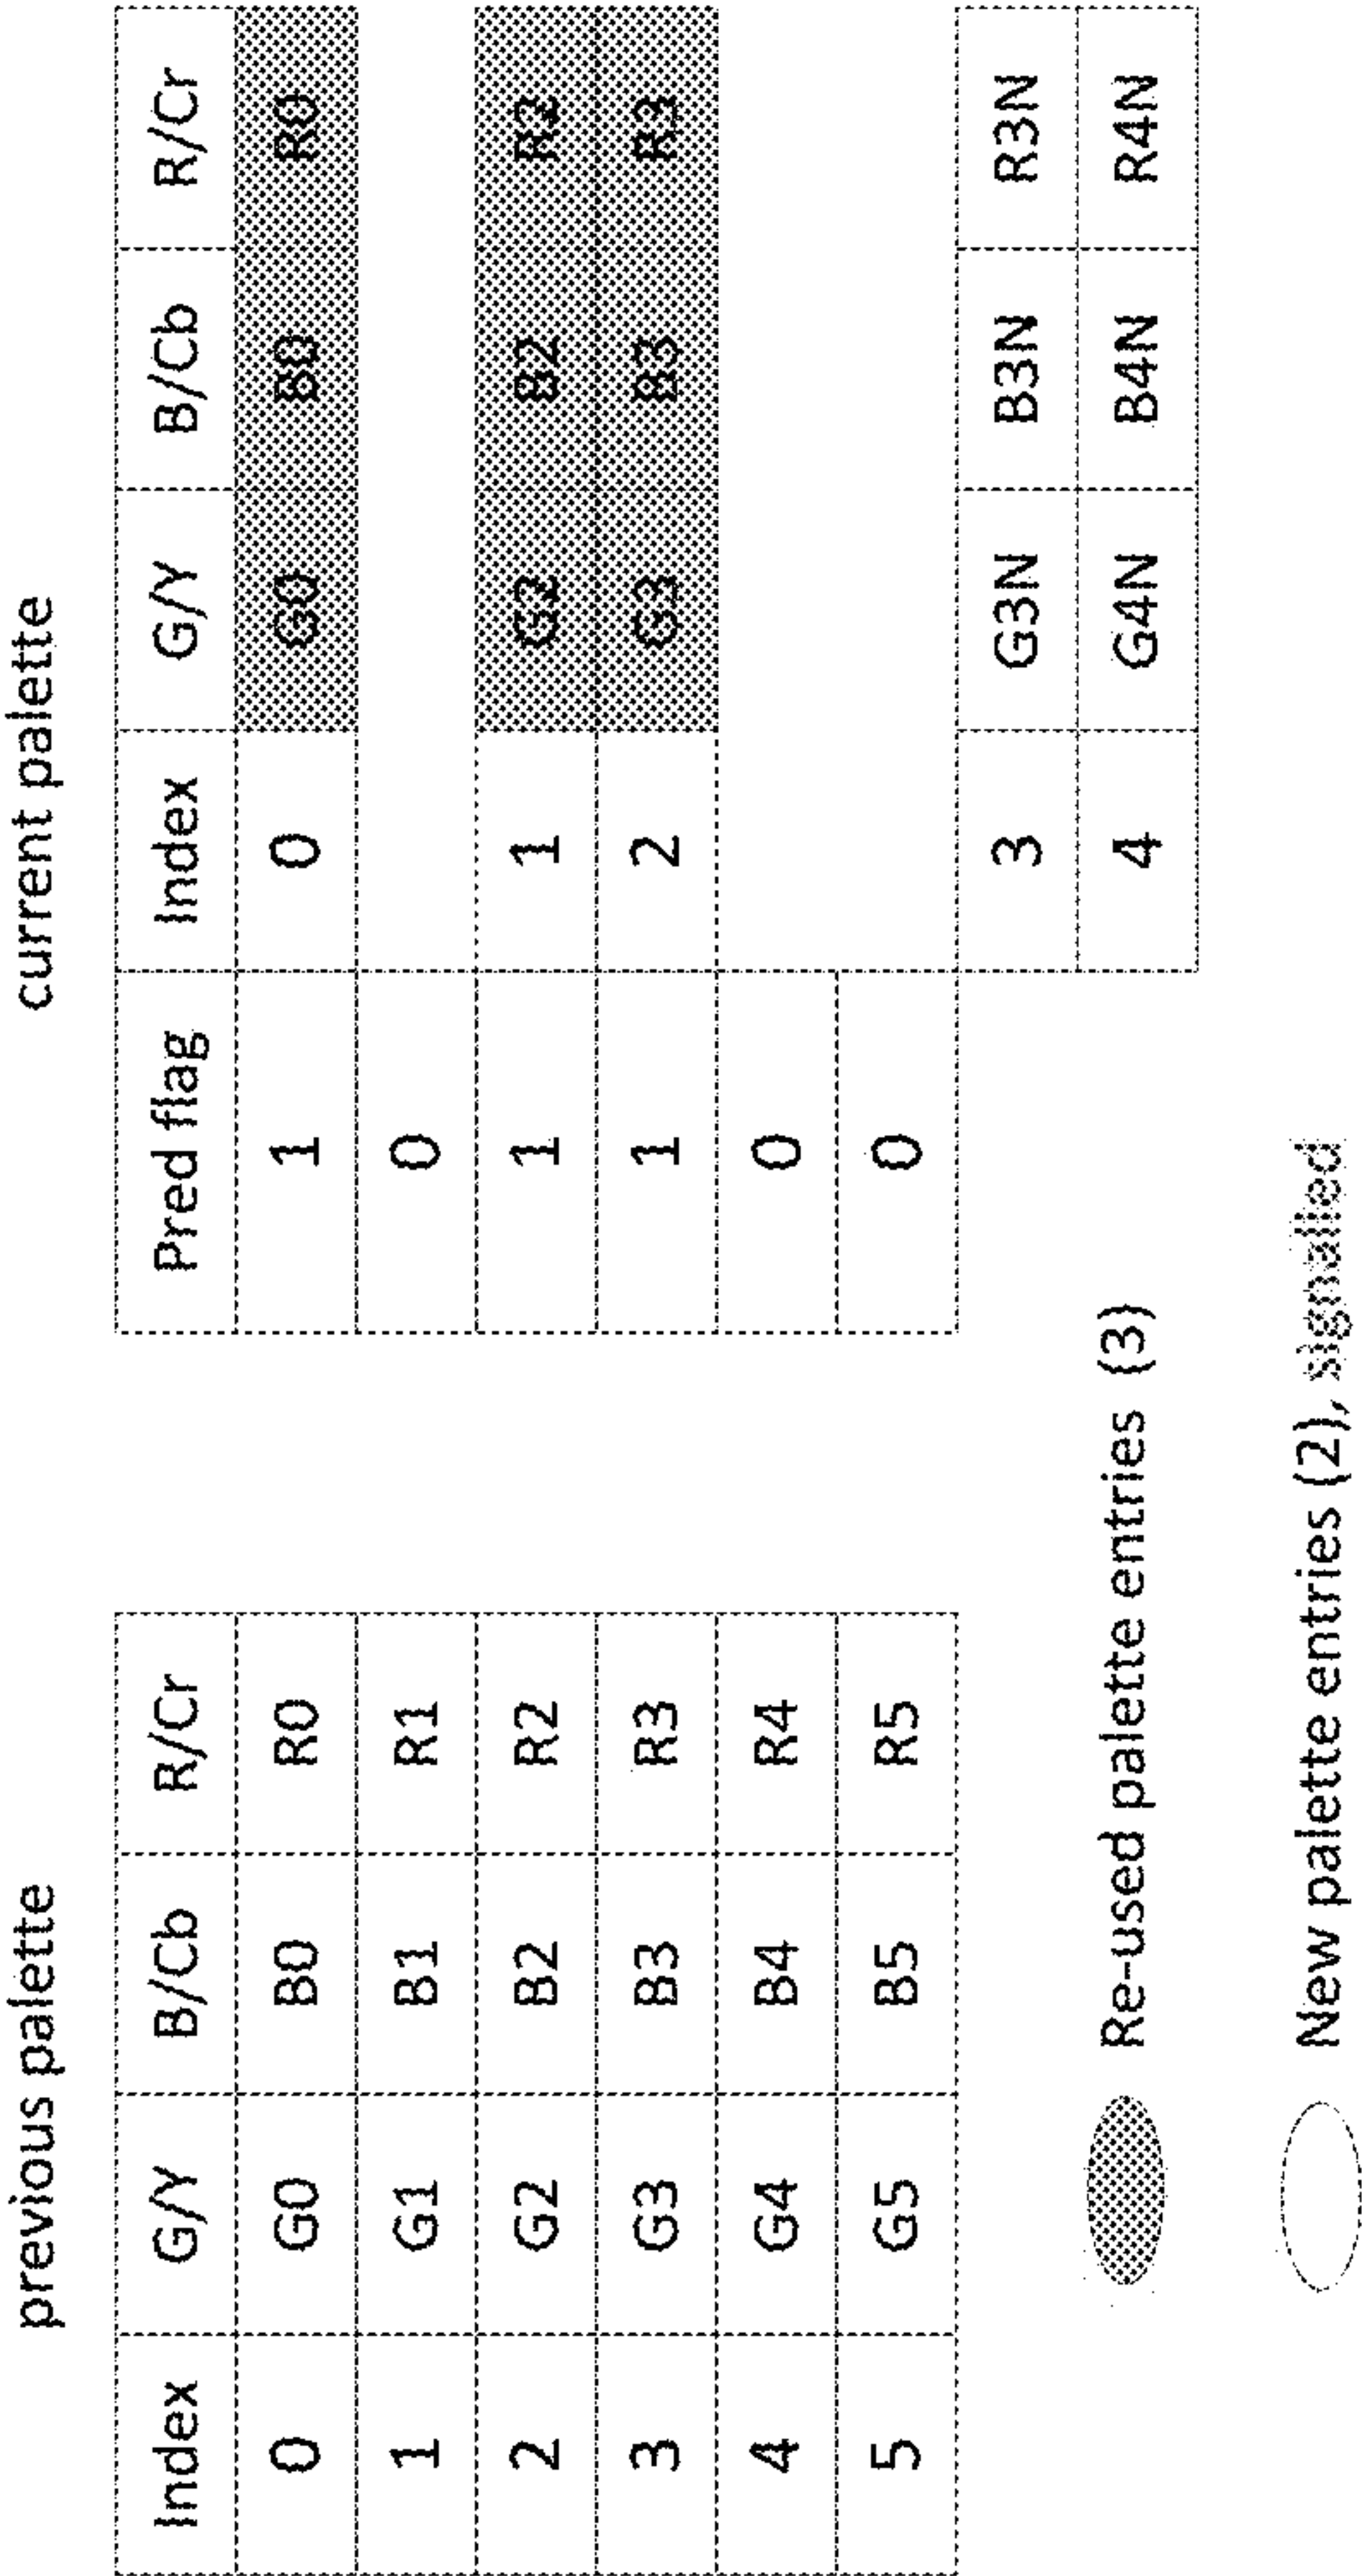 previous palette
Index G/Y B/Cb R/Cr
0 G0 B0 R0
1 G1 B1 R1
2 G2 B2 R2
3 G3 B3 R3
4 G4 B4 R4
5 G5 B5 R5
current palette
Pred flag Index G/Y B/Cb R/Cr
1 0 G0 B0 R0
0
1 1 G2 B2 R2
1 2 G3 B3 R3
0
0
3 G3N B3N R3N
4 G4N B4N R4N
Re-used palette entries (3)
New palette entries (2), signalled